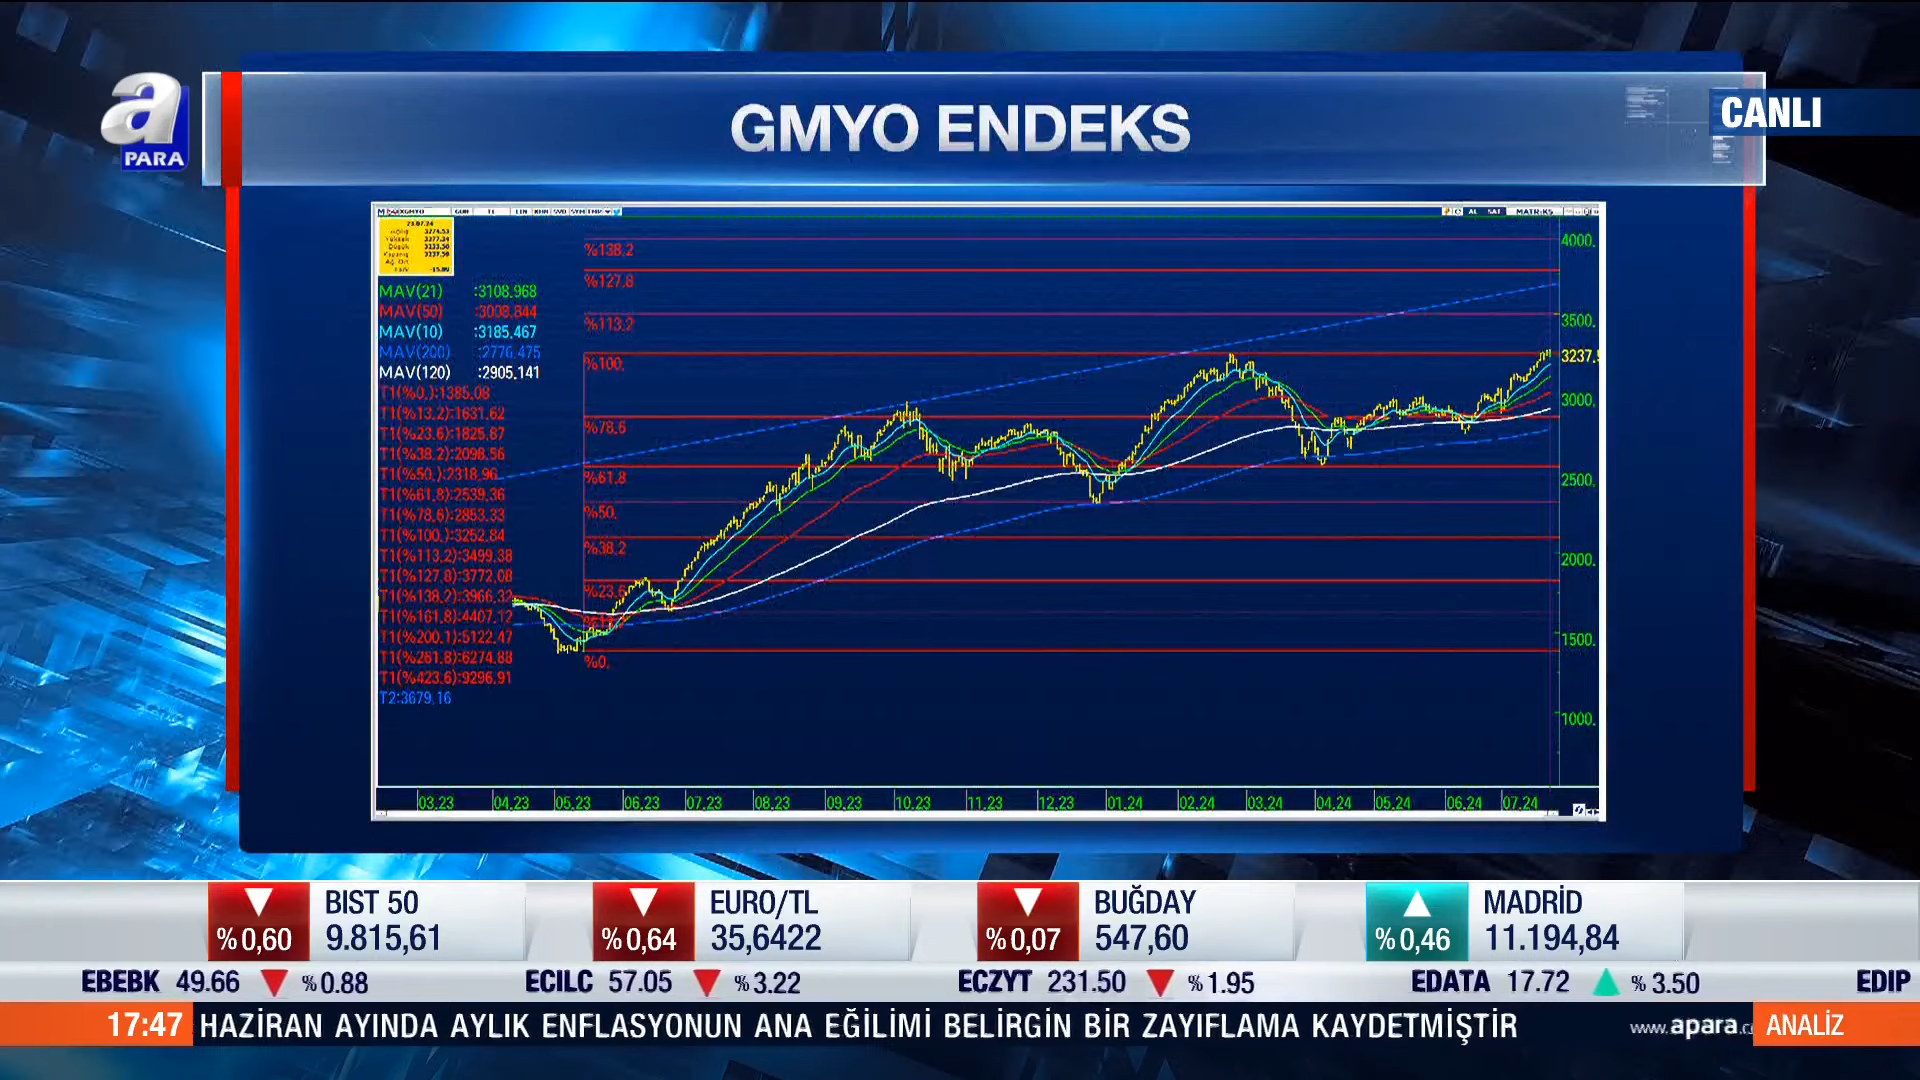 a
PARA
GMYO ENDEKS
CANLI
MAV(21) :3108.968
MAV(50) :3008.844
MAV(10) :3185.467
MAV(200) :2776.475
MAV(120) :2905.141
T1(%0.):1385.08
T1(%13.2):1631.62
T1(%23.6):1825.87
T1(%38.2):2098.56
T1(%50.):2318.96
T1(%61.8):2539.36
T1(%78.6):2853.33
T1(%100.):3252.84
T1(%113.2):3499.38
T1(%127.8):3772.08
T1(%138.2):3966.32
T1(%161.8):4407.12
T1(%200.1):5122.47
T1(%261.8):6274.88
T1(%423.6):9296.91
T2:3679.16
%138.2
%127.8
%113.2
%100.
%78.6
%61.8
%50.
%38.2
%23.6
%0.
4000.
3500.
3237.
3000.
2500.
2000.
1500.
1000.
03.23 04.23 05.23 06.23 07.23 08.23 09.23 10.23 11.23 12.23 01.24 02.24 03.24 04.24 05.24 06.24 07.24
%0,60 BIST 50 9.815,61
%0,64 EURO/TL 35,6422
%0,07 BUĞDAY 547,60
%0,46 MADRİD 11.194,84
EBEBK 49.66 %0.88 ECILC 57.05 %3.22 ECZYT 231.50 %1.95 EDATA 17.72 %3.50 EDIP
17:47 HAZİRAN AYINDA AYLIK ENFLASYONUN ANA EĞİLİMİ BELİRGİN BİR ZAYIFLAMA KAYDETMİŞTİR
www.apara.c
ANALİZ